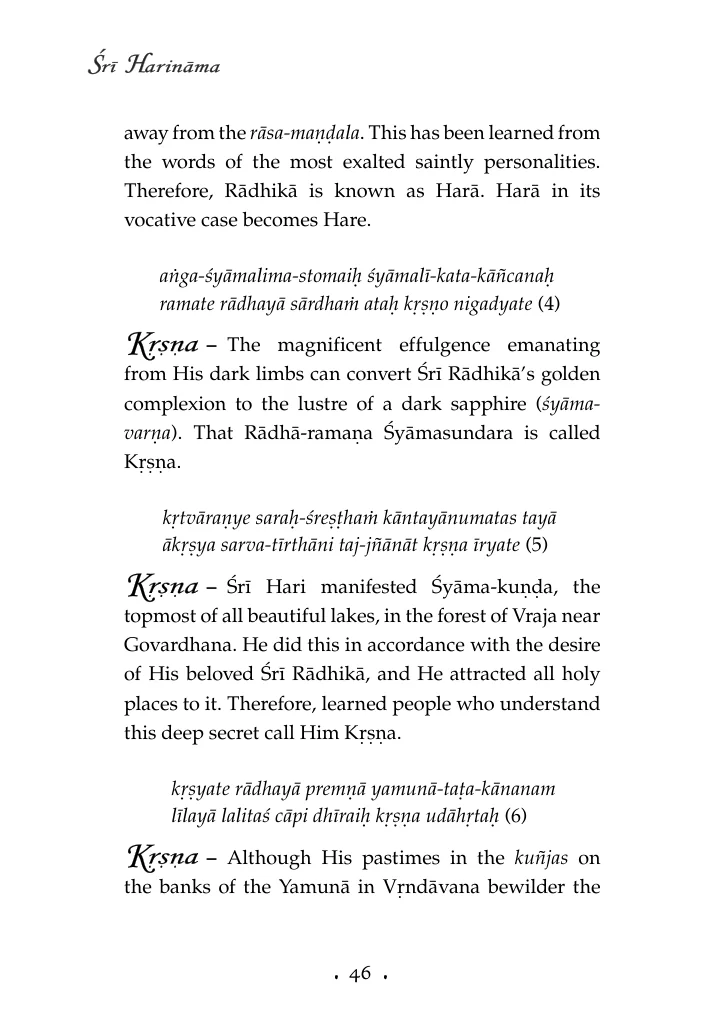 Śrī Harināma
away from the rāsa-maṇḍala. This has been learned from
the words of the most exalted saintly personalities.
Therefore, Rādhikā is known as Harā. Harā in its
vocative case becomes Hare.
aṅga-śyāmalima-stomaiḥ śyāmalī-kata-kāñcanaḥ
ramate rādhayā sārdhaṁ ataḥ kṛṣṇo nigadyate (4)
Kṛṣṇa – The magnificent effulgence emanating
from His dark limbs can convert Śrī Rādhikā’s golden
complexion to the lustre of a dark sapphire (śyāma-
varṇa). That Rādhā-ramaṇa Śyāmasundara is called
Kṛṣṇa.
kṛtvāraṇye saraḥ-śreṣṭhaṁ kāntayānumatas tayā
ākṛṣya sarva-tīrthāni taj-jñānāt kṛṣṇa īryate (5)
Kṛṣṇa – Śrī Hari manifested Śyāma-kuṇḍa, the
topmost of all beautiful lakes, in the forest of Vraja near
Govardhana. He did this in accordance with the desire
of His beloved Śrī Rādhikā, and He attracted all holy
places to it. Therefore, learned people who understand
this deep secret call Him Kṛṣṇa.
kṛṣyate rādhayā premṇā yamunā-taṭa-kānanam
līlayā lalitaś cāpi dhīraiḥ kṛṣṇa udāhṛtaḥ (6)
Kṛṣṇa – Although His pastimes in the kuñjas on
the banks of the Yamunā in Vṛndāvana bewilder the
• 46 •